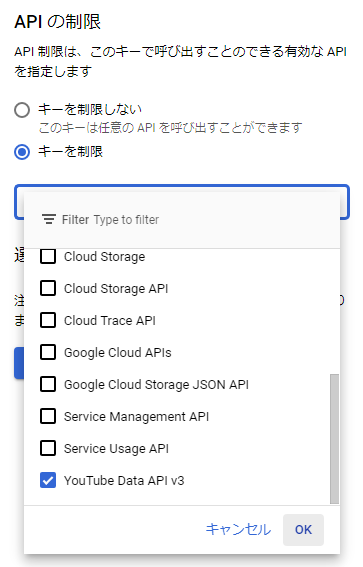 API の制限
API 制限は、このキーで呼び出すことのできる有効な API
を指定します
キーを制限しない
このキーは任意の API を呼び出すことができます
キーを制限
Filter Type to filter
Cloud Storage
Cloud Storage API
Cloud Trace API
Google Cloud APIs
Google Cloud Storage JSON API
Service Management API
Service Usage API
YouTube Data API v3
キャンセル OK